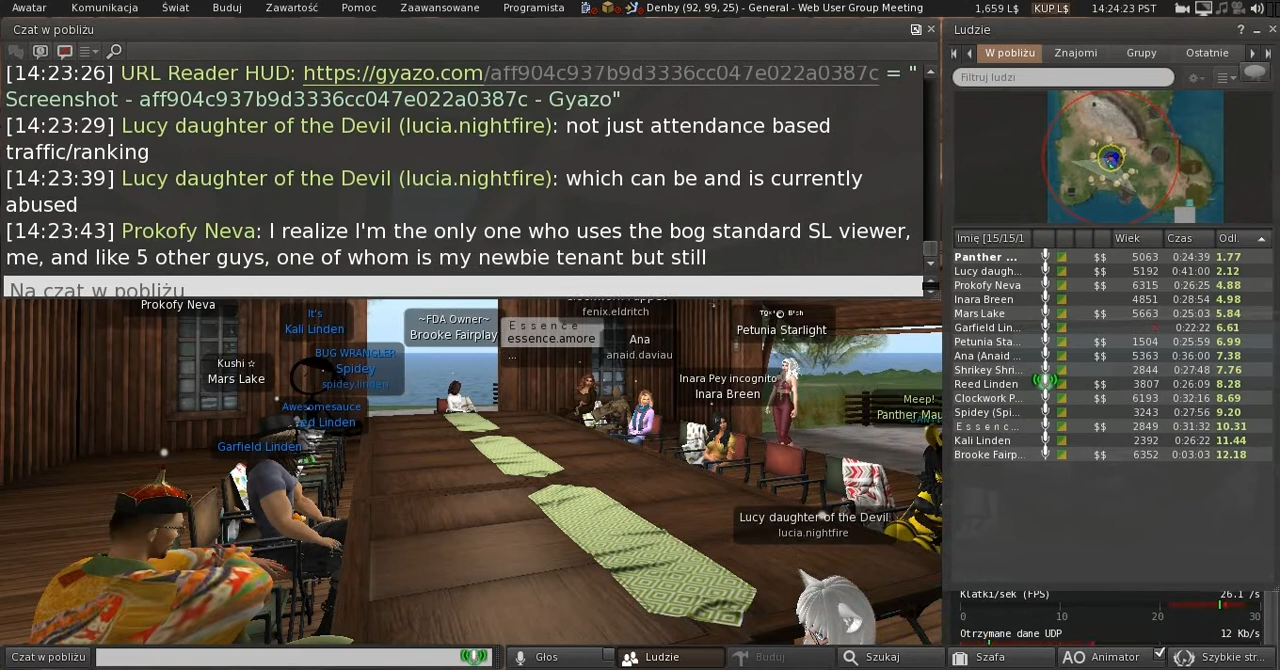 Awatar Komunikacja Świat Buduj Zawartość Pomoc Zaawansowane Programista Denby (92, 99, 25) - General - Web User Group Meeting 1,659 L$ KUP L$ 14:24:23 PST
Czat w pobliżu
[14:23:26] URL Reader HUD: https://gyazo.com/aff904c937b9d3336cc047e022a0387c = "
Screenshot - aff904c937b9d3336cc047e022a0387c - Gyazo"
[14:23:29] Lucy daughter of the Devil (lucia.nightfire): not just attendance based
traffic/ranking
[14:23:39] Lucy daughter of the Devil (lucia.nightfire): which can be and is currently
abused
[14:23:43] Prokofy Neva: I realize I'm the only one who uses the bog standard SL viewer,
me, and like 5 other guys, one of whom is my newbie tenant but still
Na czat w pobliżu
Prokofy Neva
It's
Kali Linden
BUG WRANGLER
Spidey
spidey.linden
Kushi ☆
Mars Lake
Awesomesauce
Linden
Garfield Linden
~FDA Owner~
Brooke Fairplay
Essence
essence.amore
...
fenix.eldritch
Ana
anaid.daviau
Petunia Starlight
Inara Pey incognito
Inara Breen
Meep!
Panther
Lucy daughter of the Devil
lucia.nightfire
Ludzie
W pobliżu Znajomi Grupy Ostatnie
Filtruj ludzi
Imię [15/15/1 Wiek Czas Odl.
Panther ... $$ 5063 0:24:39 1.77
Lucy daugh... $$ 5192 0:41:00 2.12
Prokofy Neva $$ 6315 0:26:25 4.88
Inara Breen 4851 0:28:54 4.98
Mars Lake $$ 5663 0:25:03 5.84
Garfield Lin... 0:22:22 6.61
Petunia Sta... $$ 1504 0:25:59 6.99
Ana (Anaid ... $$ 5363 0:36:00 7.38
Shrikey Shri... 2844 0:27:48 7.76
Reed Linden $$ 3807 0:26:09 8.28
Clockwork P... $$ 6193 0:32:16 8.69
Spidey (Spi... 3243 0:27:56 9.20
Essenc... $$ 2849 0:31:32 10.31
Kali Linden 2392 0:26:22 11.44
Brooke Fairp... $$ 6352 0:03:03 12.18
Klatki/sek (FPS) 26.1 /s
0 10 20 30
Otrzymane dane UDP 12 Kb/s
Czat w pobliżu Głos Ludzie Buduj Szukaj Szafa AO Animator Szybkie str...